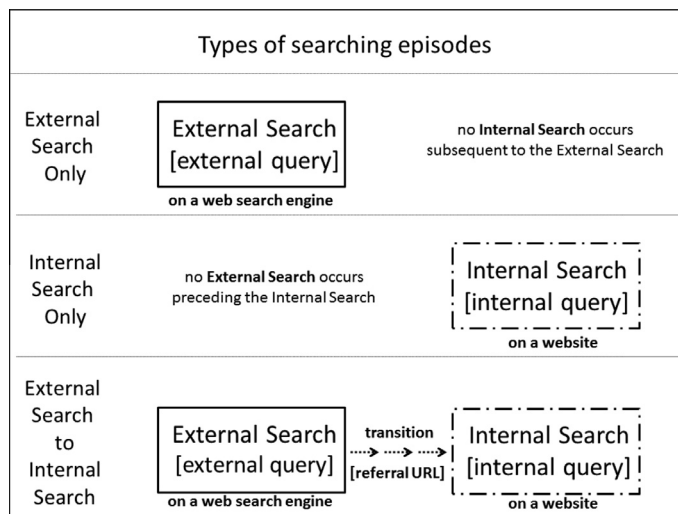 Types of searching episodes
External
Search
Only
External Search
[external query]
on a web search engine
no Internal Search occurs
subsequent to the External Search
Internal
Search
Only
no External Search occurs
preceding the Internal Search
Internal Search
[internal query]
on a website
External
Search
to
Internal
Search
External Search
[external query]
on a web search engine
transition
[referral URL]
Internal Search
[internal query]
on a website